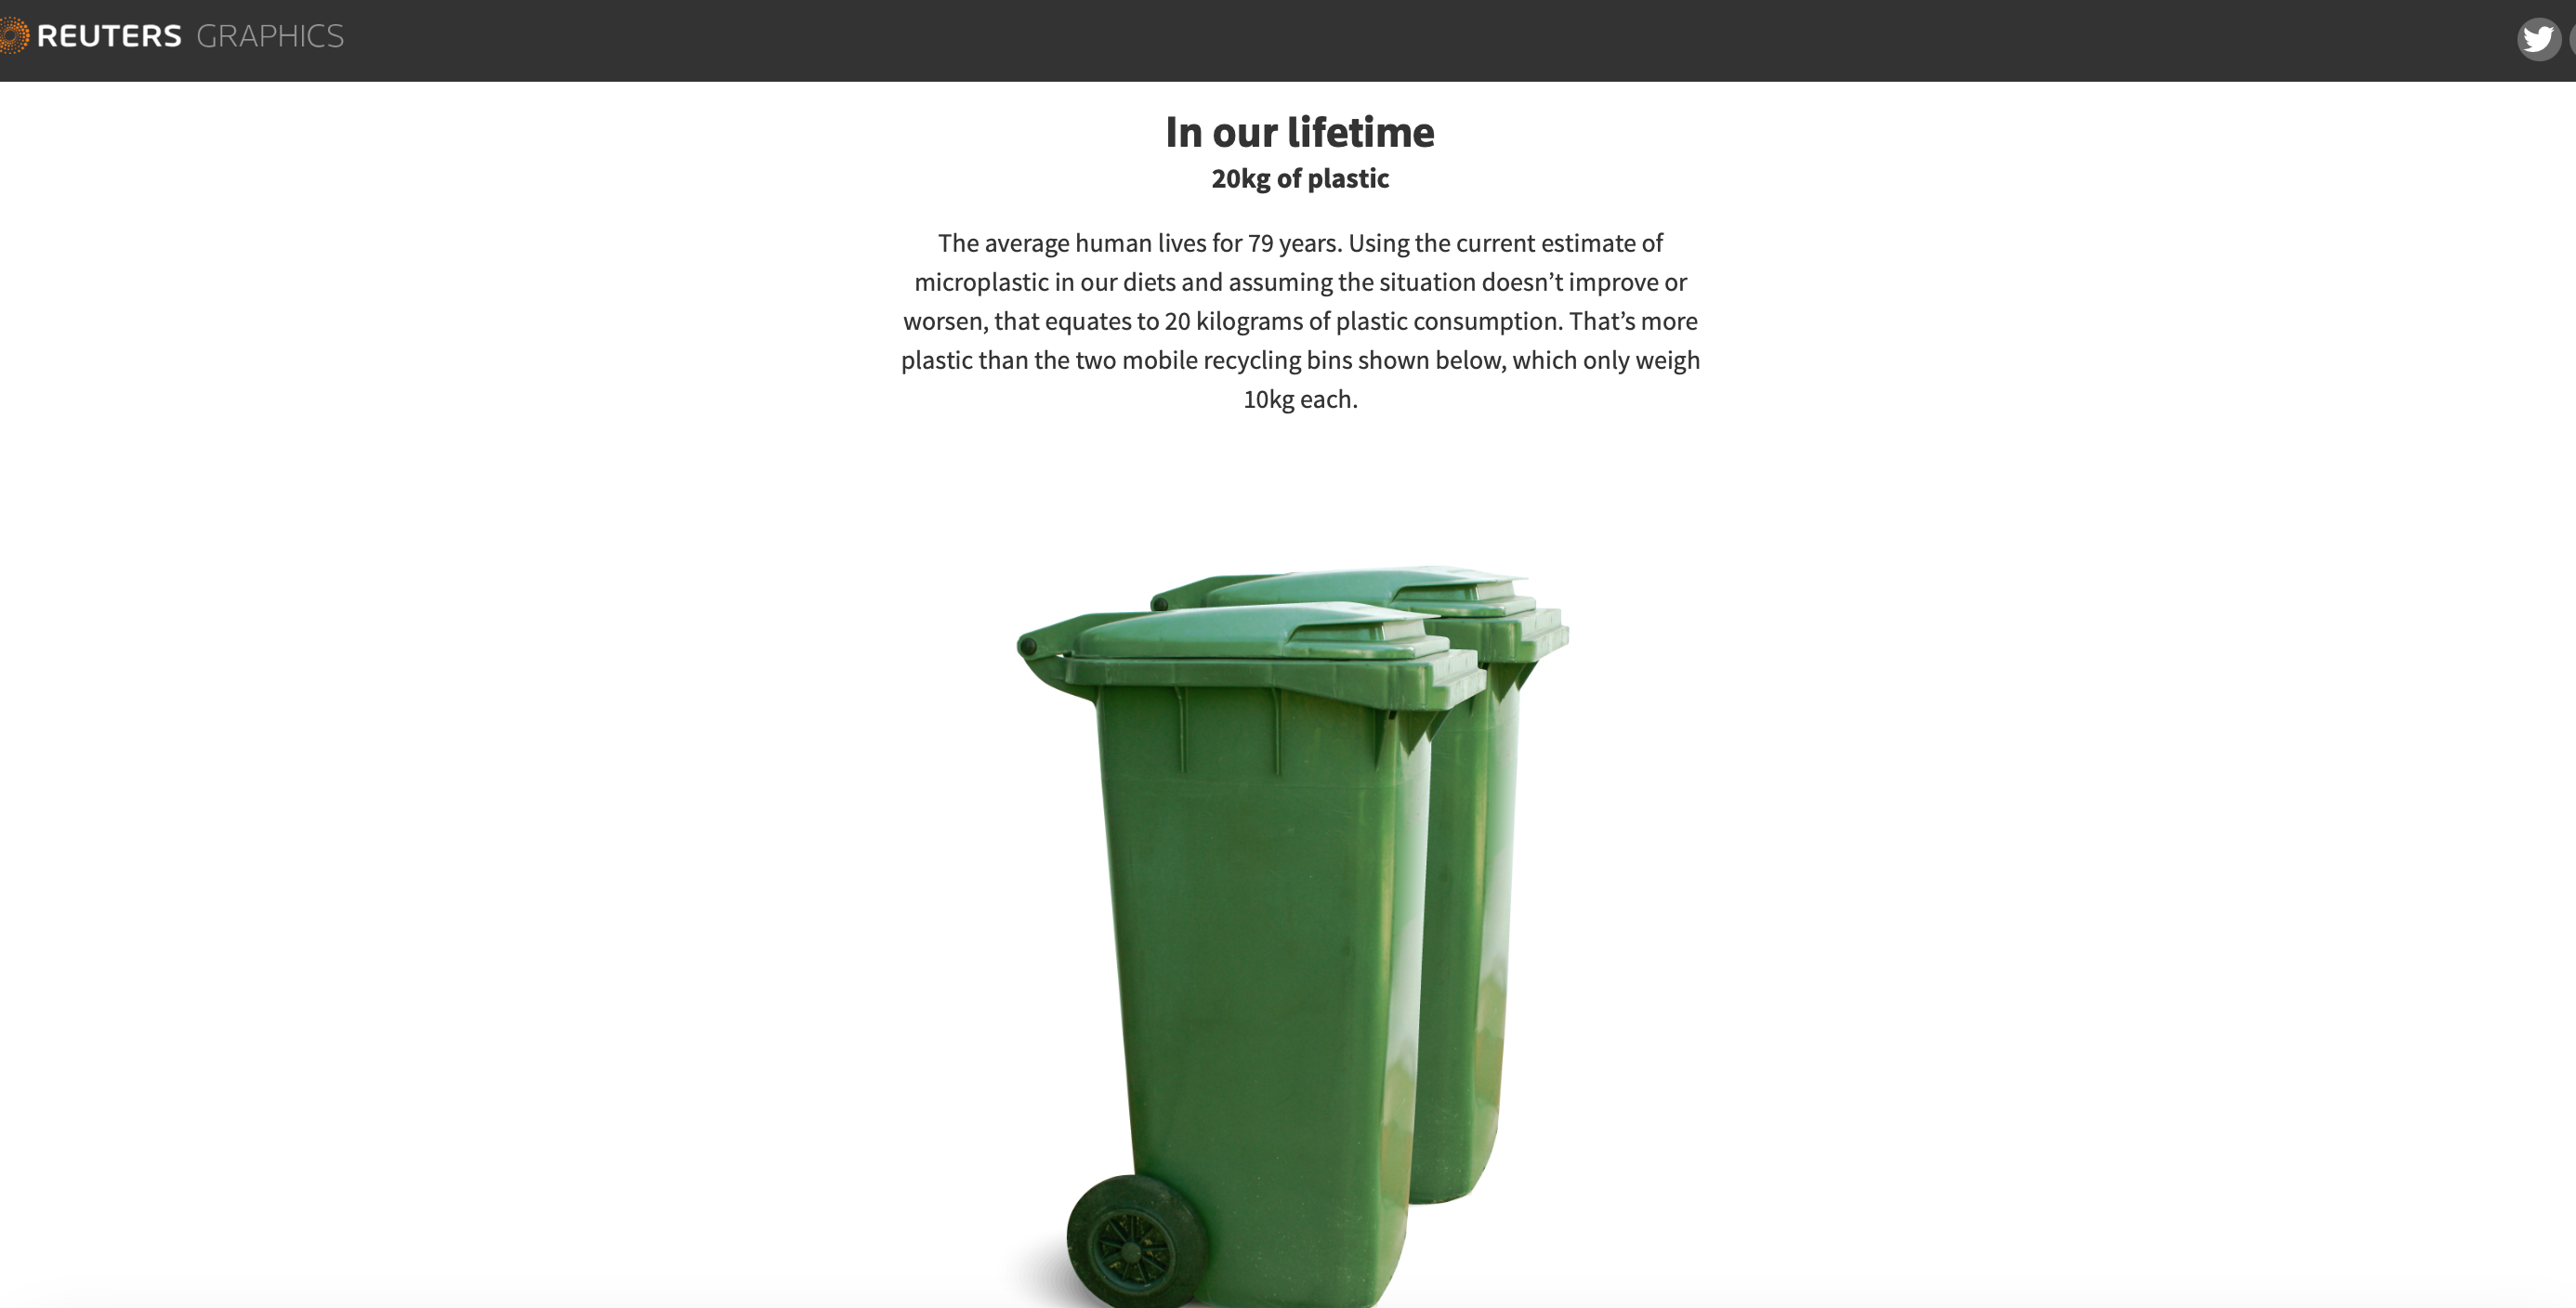 REUTERS GRAPHICS
In our lifetime
20kg of plastic
The average human lives for 79 years. Using the current estimate of
microplastic in our diets and assuming the situation doesn’t improve or
worsen, that equates to 20 kilograms of plastic consumption. That’s more
plastic than the two mobile recycling bins shown below, which only weigh
10kg each.